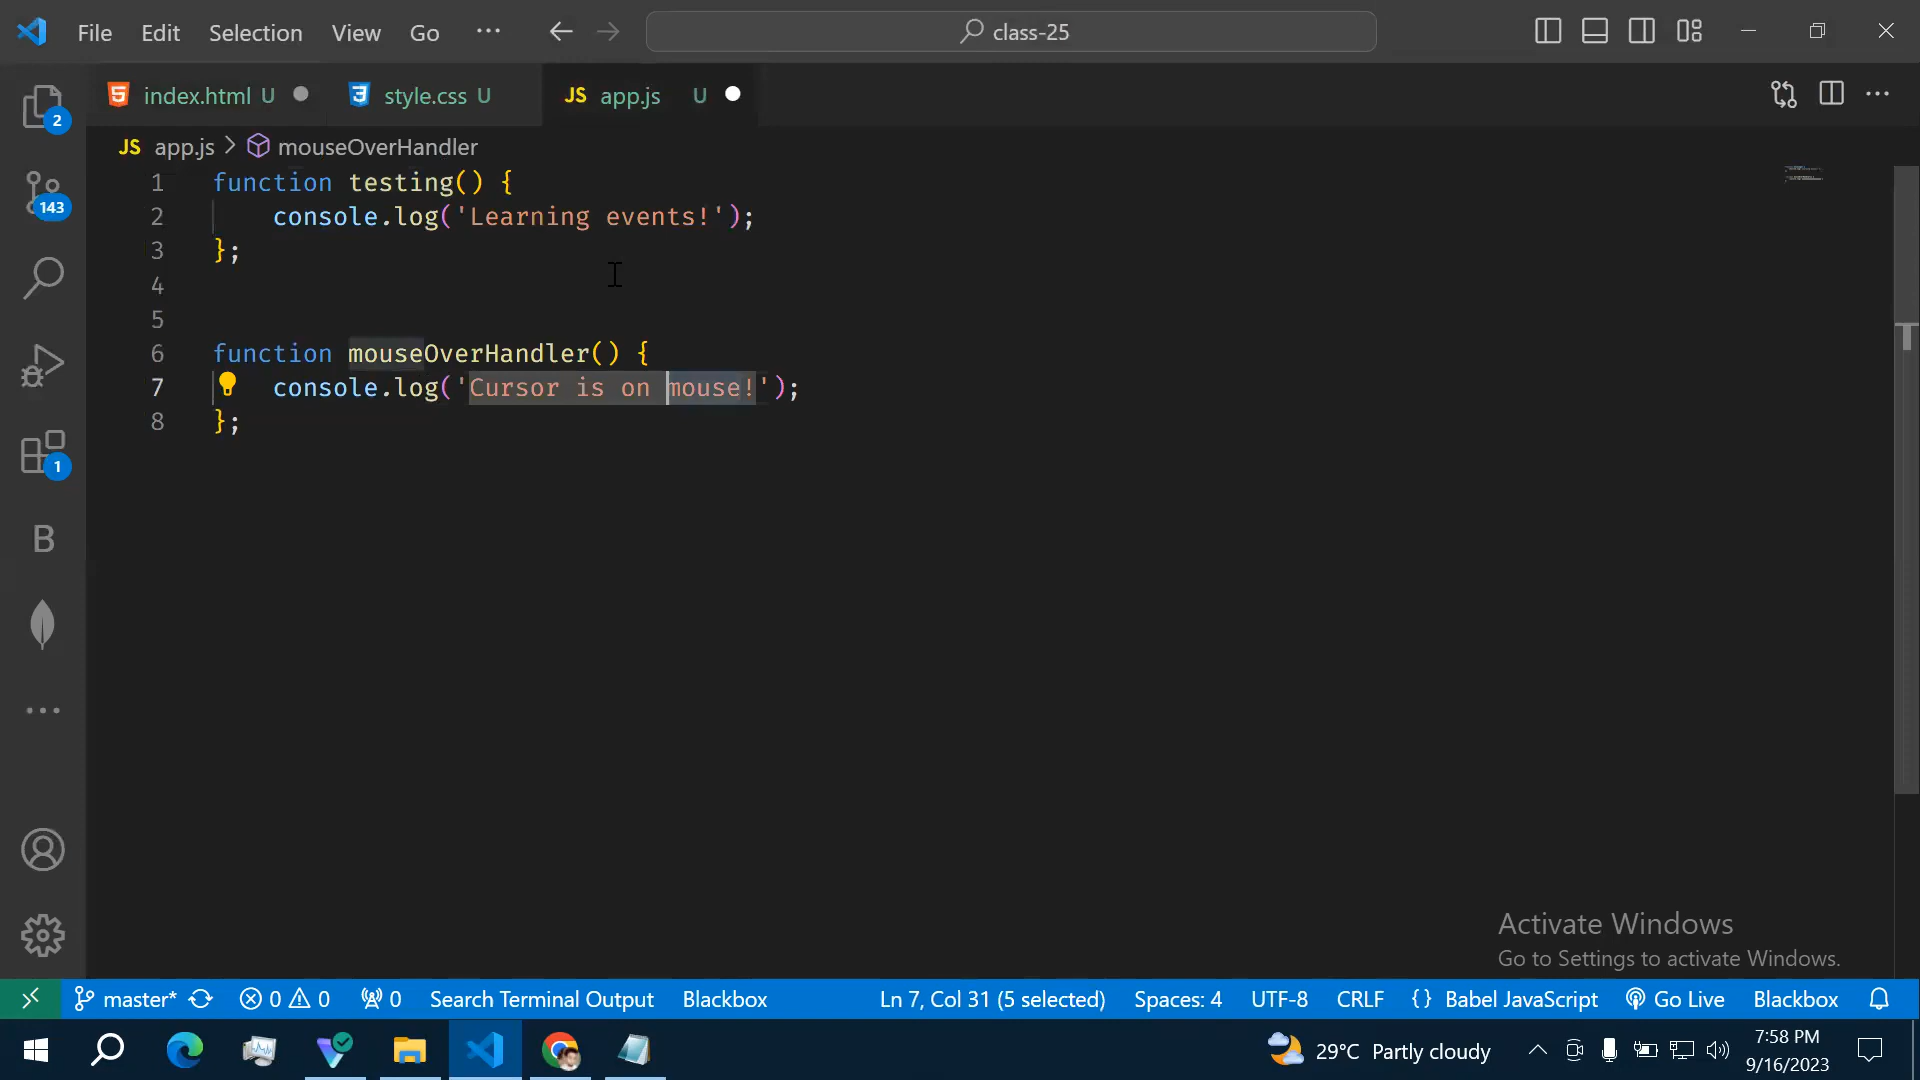 File Edit Selection View Go ··· class-25
index.html U style.css U JS app.js U
JS app.js > mouseOverHandler
1 function testing() {
2 console.log('Learning events!');
3 };
4
5
6 function mouseOverHandler() {
7 console.log('Cursor is on mouse!');
8 };
2
143
1
B
Activate Windows
Go to Settings to activate Windows.
master* 0 0 0 Search Terminal Output Blackbox Ln 7, Col 31 (5 selected) Spaces: 4 UTF-8 CRLF {} Babel JavaScript Go Live Blackbox
29°C Partly cloudy 7:58 PM
9/16/2023